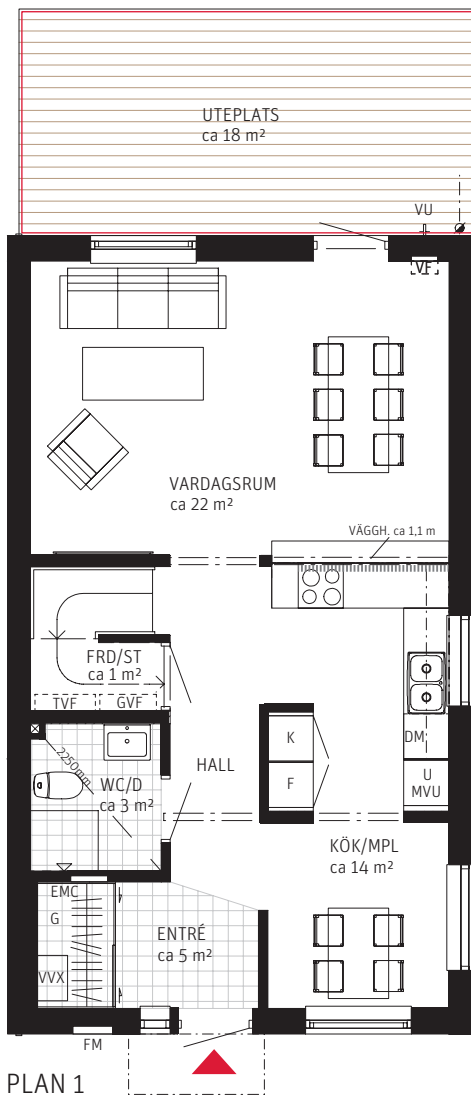 UTEPLATS
ca 18 m²
VU
VF
VARDAGSRUM
ca 22 m²
VÄGGH. ca 1,1 m
FRD/ST
ca 1 m²
TVF
GVF
2250mm
WC/D
ca 3 m²
HALL
K
F
DM
U
MVU
KÖK/MPL
ca 14 m²
EMC
G
VVX
ENTRÉ
ca 5 m²
FM
PLAN 1